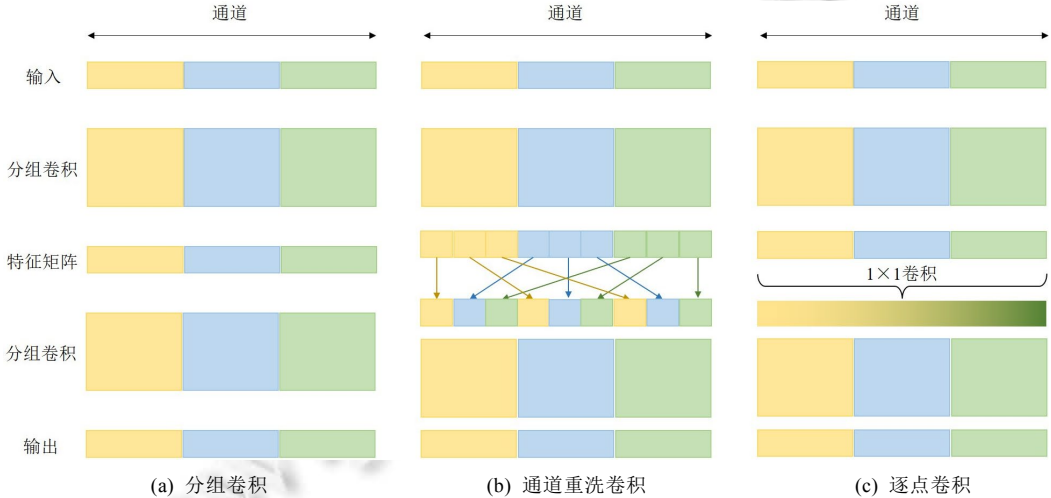 通道
通道
通道
输入
分组卷积
特征矩阵
1×1卷积
分组卷积
输出
(a) 分组卷积
(b) 通道重洗卷积
(c) 逐点卷积